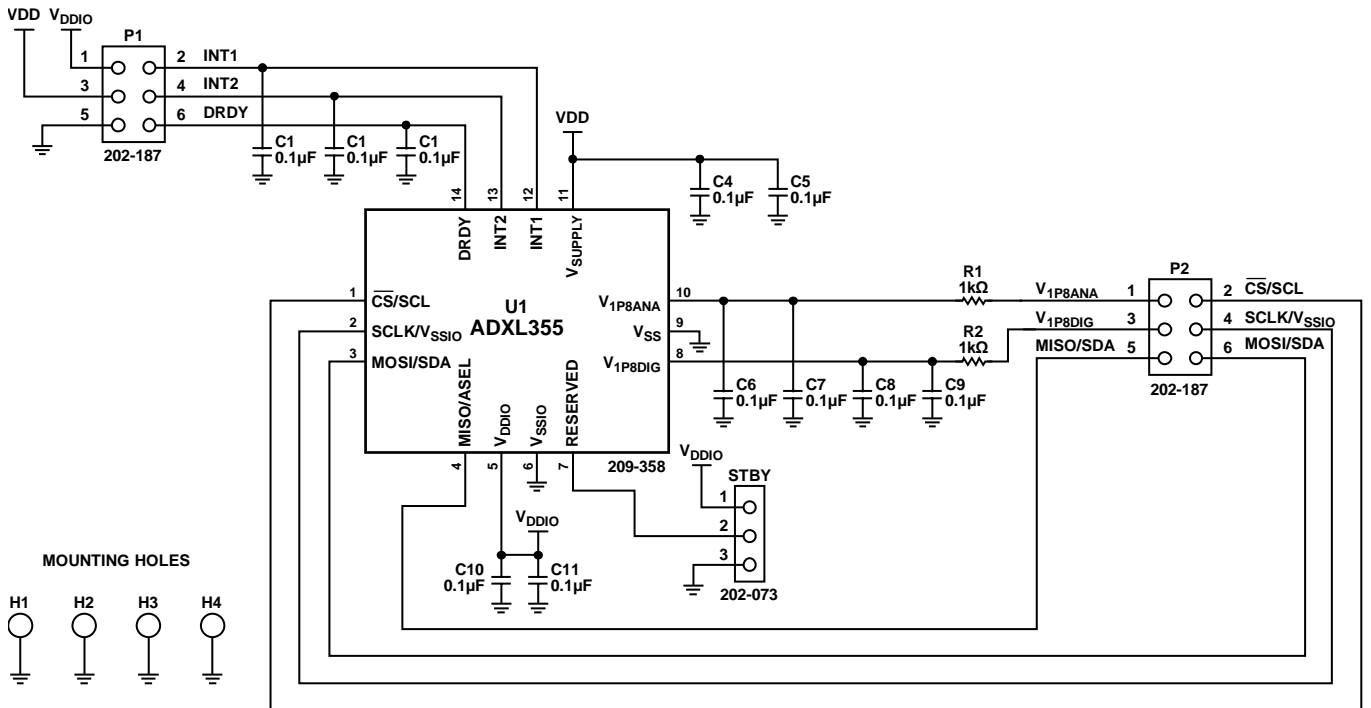 VDD
VDDIO
P1
1
2
INT1
3
4
INT2
5
6
DRDY
202-187
C1
0.1µF
C1
0.1µF
C1
0.1µF
VDD
C4
0.1µF
C5
0.1µF
14
13
12
11
DRDY
INT2
INT1
VSUPPLY
U1
ADXL355
1
CS/SCL
2
SCLK/VSSIO
3
MOSI/SDA
V1P8ANA
10
VSS
9
V1P8DIG
8
MISO/ASEL
VDDIO
VSSIO
RESERVED
4
5
6
7
209-358
C6
0.1µF
C7
0.1µF
C8
0.1µF
C9
0.1µF
R1
1kΩ
R2
1kΩ
P2
V1P8ANA
1
2
CS/SCL
V1P8DIG
3
4
SCLK/VSSIO
MISO/SDA
5
6
MOSI/SDA
202-187
VDDIO
STBY
1
2
3
202-073
VDDIO
C10
0.1µF
C11
0.1µF
MOUNTING HOLES
H1
H2
H3
H4